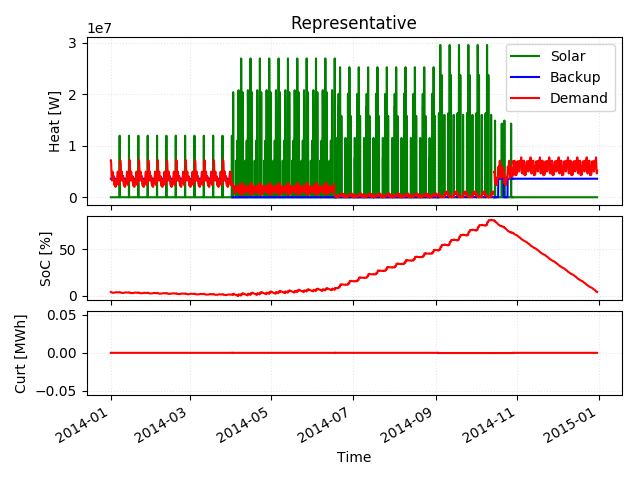 Representative
1e7
3
2
1
0
Heat [W]
Solar
Backup
Demand
50
0
SoC [%]
0.05
0.00
−0.05
Curt [MWh]
2014-01
2014-03
2014-05
2014-07
2014-09
2014-11
2015-01
Time